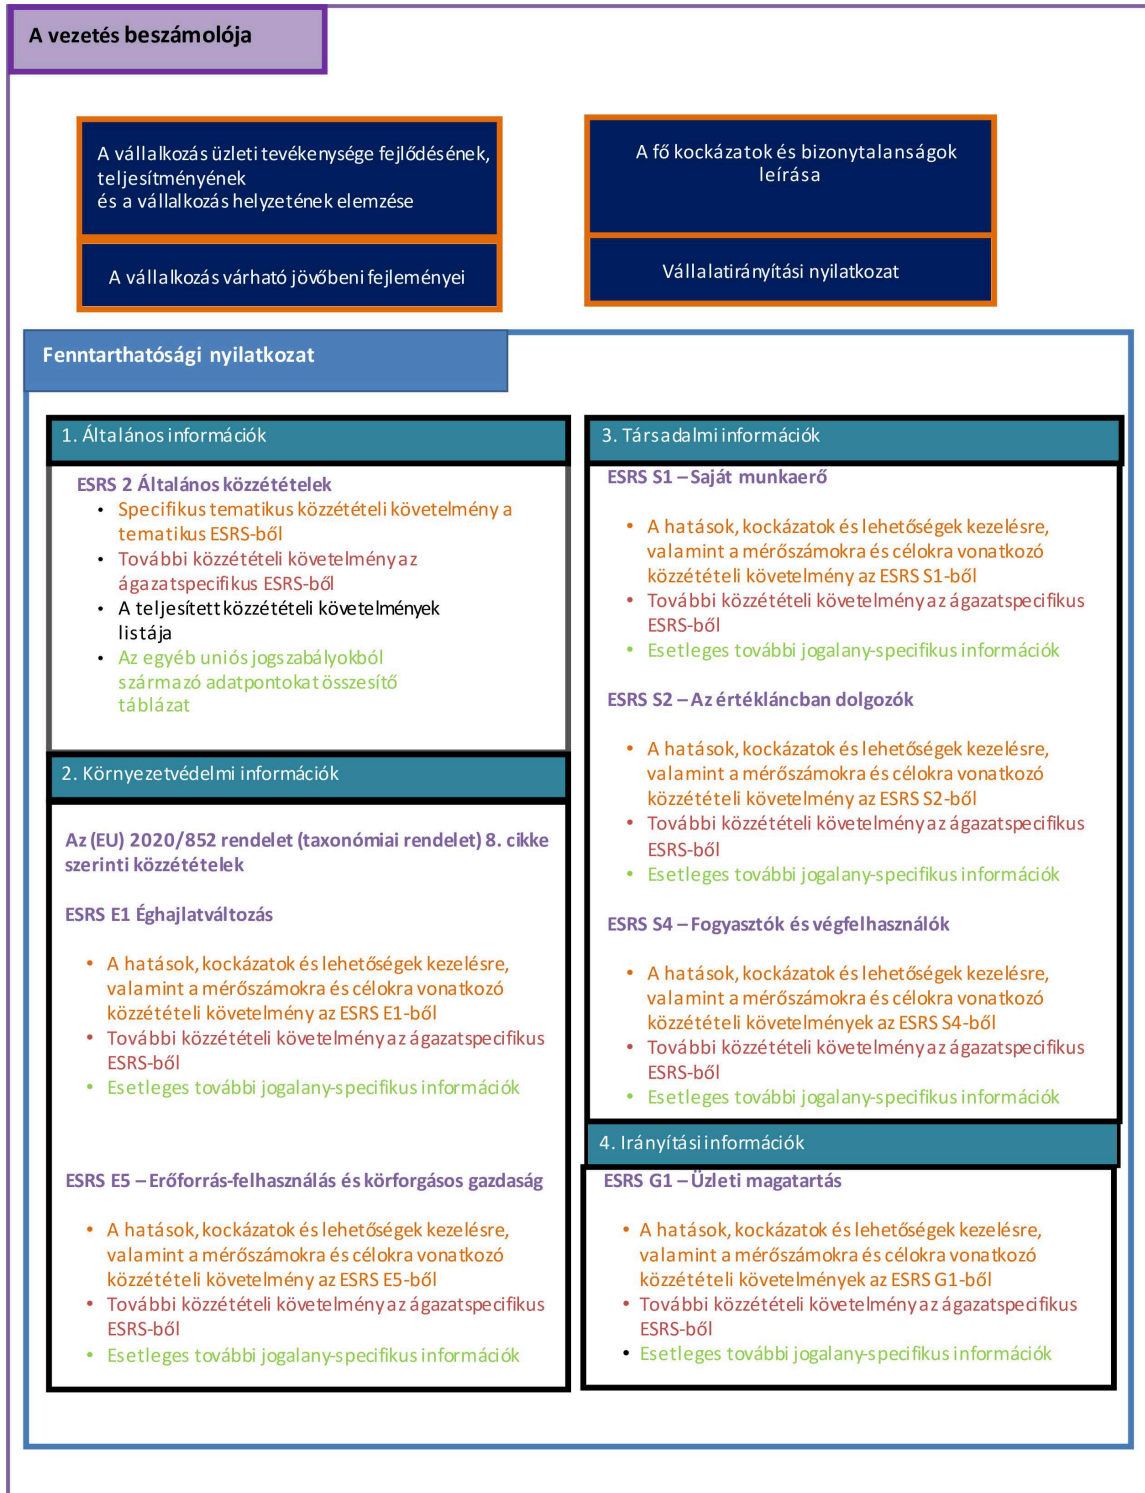 A vezetés beszámolója
A vállalkozás üzleti tevékenysége fejlődésének,
teljesítményének
és a vállalkozás helyzetének elemzése
A vállalkozás várható jövőbeni fejleményei
A fő kockázatok és bizonytalanságok
leírása
Vállalatirányítási nyilatkozat
Fenntarthatósági nyilatkozat
1. Általános információk
ESRS 2 Általános közzétételek
• Specifikus tematikus közzétételi követelmény a
tematikus ESRS-ből
• További közzétételi követelmény az
ágazatspecifikus ESRS-ből
• A teljesített közzétételi követelmények
listája
• Az egyéb uniós jogszabályokból
származó adatpontokat összesítő
táblázat
2. Környezetvédelmi információk
Az (EU) 2020/852 rendelet (taxonómiai rendelet) 8. cikke
szerinti közzétételek
ESRS E1 Éghajlatváltozás
• A hatások, kockázatok és lehetőségek kezelésre,
valamint a mérőszámokra és célokra vonatkozó
közzétételi követelmény az ESRS E1-ből
• További közzétételi követelmény az ágazatspecifikus
ESRS-ből
• Esetleges további jogalany-specifikus információk
ESRS E5 – Erőforrás-felhasználás és körforgásos gazdaság
• A hatások, kockázatok és lehetőségek kezelésre,
valamint a mérőszámokra és célokra vonatkozó
közzétételi követelmény az ESRS E5-ből
• További közzétételi követelmény az ágazatspecifikus
ESRS-ből
• Esetleges további jogalany-specifikus információk
3. Társadalmi információk
ESRS S1 – Saját munkaerő
• A hatások, kockázatok és lehetőségek kezelésre,
valamint a mérőszámokra és célokra vonatkozó
közzétételi követelmény az ESRS S1-ből
• További közzétételi követelmény az ágazatspecifikus
ESRS-ből
• Esetleges további jogalany-specifikus információk
ESRS S2 – Az értékláncban dolgozók
• A hatások, kockázatok és lehetőségek kezelésre,
valamint a mérőszámokra és célokra vonatkozó
közzétételi követelmény az ESRS S2-ből
• További közzétételi követelmény az ágazatspecifikus
ESRS-ből
• Esetleges további jogalany-specifikus információk
ESRS S4 – Fogyasztók és végfelhasználók
• A hatások, kockázatok és lehetőségek kezelésre,
valamint a mérőszámokra és célokra vonatkozó
közzétételi követelmények az ESRS S4-ből
• További közzétételi követelmény az ágazatspecifikus
ESRS-ből
• Esetleges további jogalany-specifikus információk
4. Irányítási információk
ESRS G1 – Üzleti magatartás
• A hatások, kockázatok és lehetőségek kezelésre,
valamint a mérőszámokra és célokra vonatkozó
közzétételi követelmények az ESRS G1-ből
• További közzétételi követelmény az ágazatspecifikus
ESRS-ből
• Esetleges további jogalany-specifikus információk